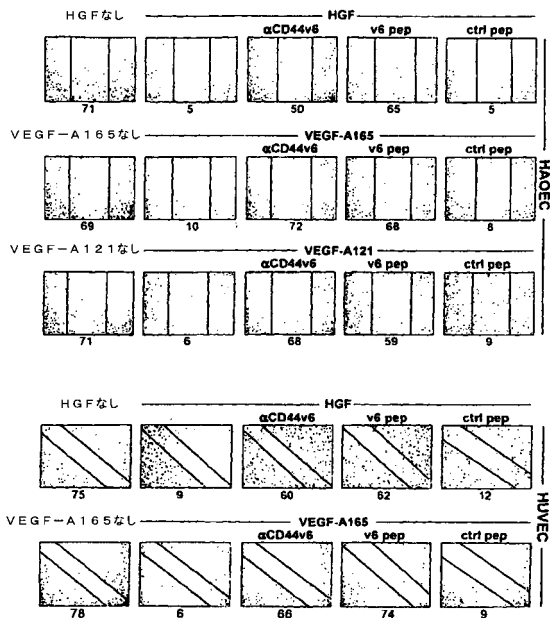 HGFなし HGF
αCD44v6 v6 pep ctrl pep
71 5 50 65 5
VEGF-A165なし VEGF-A165
αCD44v6 v6 pep ctrl pep
69 10 72 68 8
VEGF-A121なし VEGF-A121
αCD44v6 v6 pep ctrl pep
71 6 68 59 9
HAOEC
HGFなし HGF
αCD44v6 v6 pep ctrl pep
75 9 60 62 12
VEGF-A165なし VEGF-A165
αCD44v6 v6 pep ctrl pep
78 6 66 74 9
HUVEC